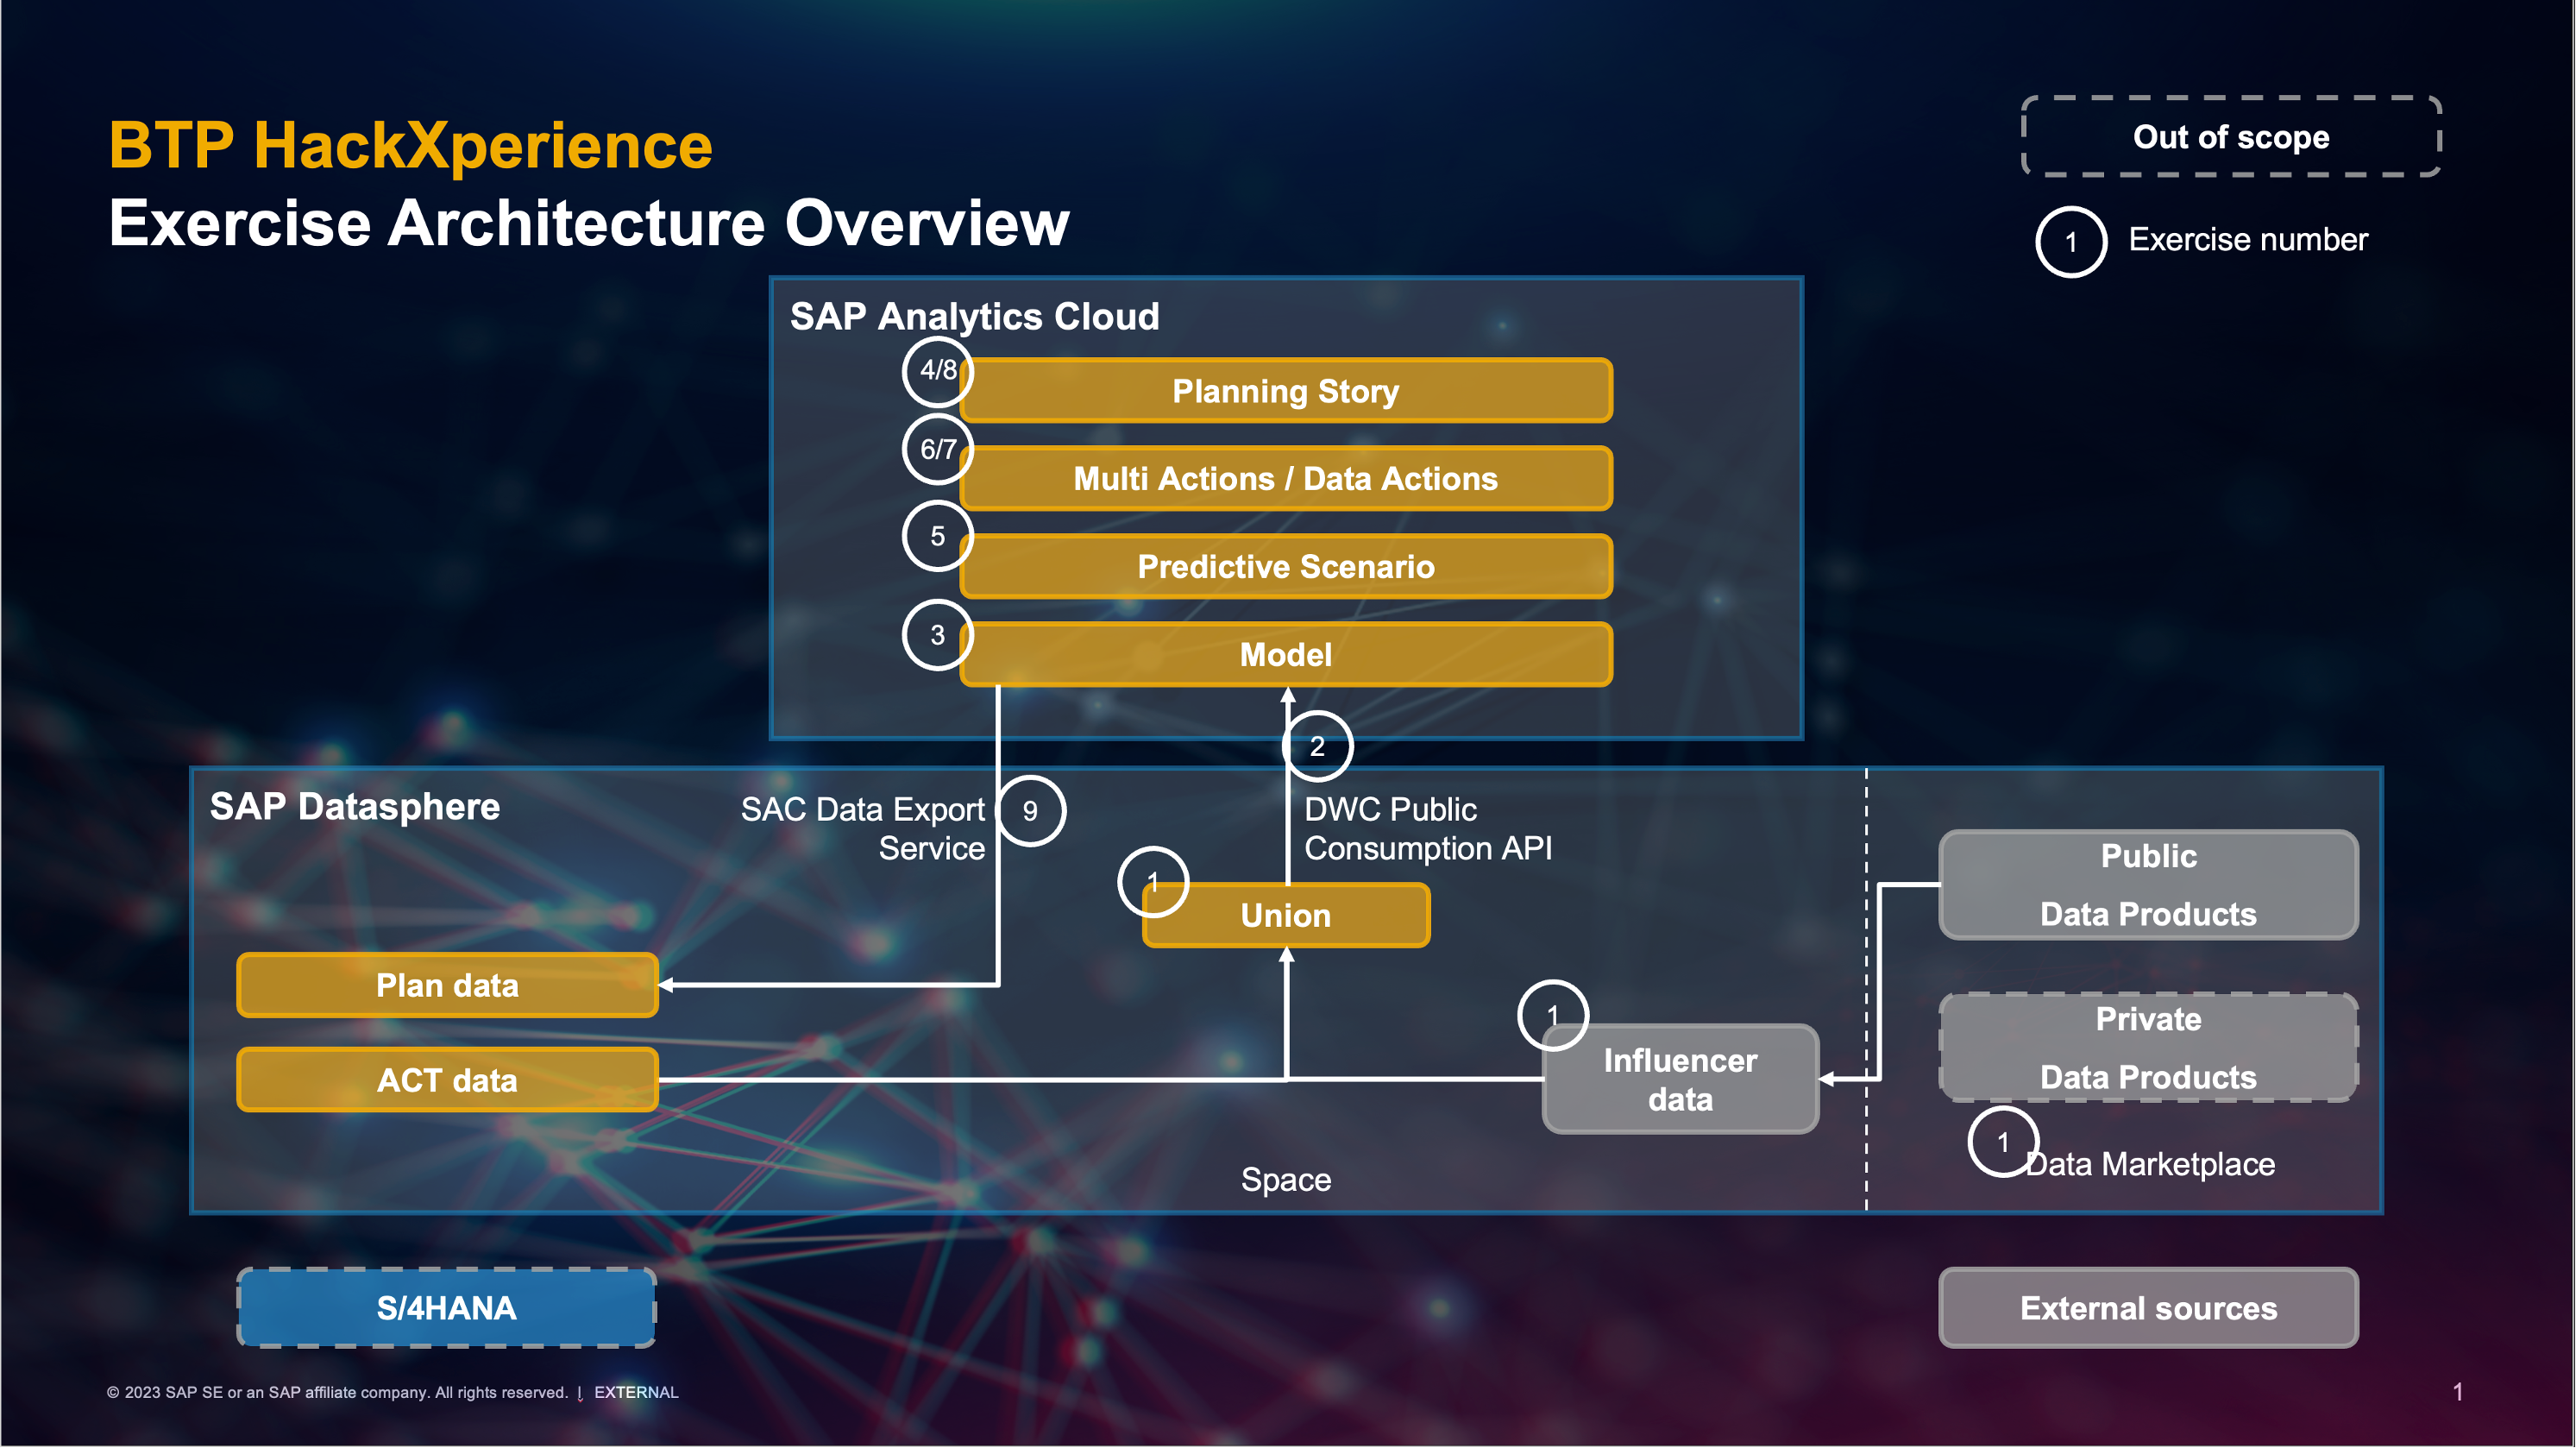 BTP HackXperience
Exercise Architecture Overview
Out of scope
1
Exercise number
SAP Analytics Cloud
4/8
Planning Story
6/7
Multi Actions / Data Actions
5
Predictive Scenario
3
Model
2
SAP Datasphere
SAC Data Export
Service
9
DWC Public
Consumption API
1
Union
Public
Data Products
Plan data
1
Private
Data Products
ACT data
Influencer
data
1
Data Marketplace
Space
S/4HANA
External sources
© 2023 SAP SE or an SAP affiliate company. All rights reserved. | EXTERNAL
1